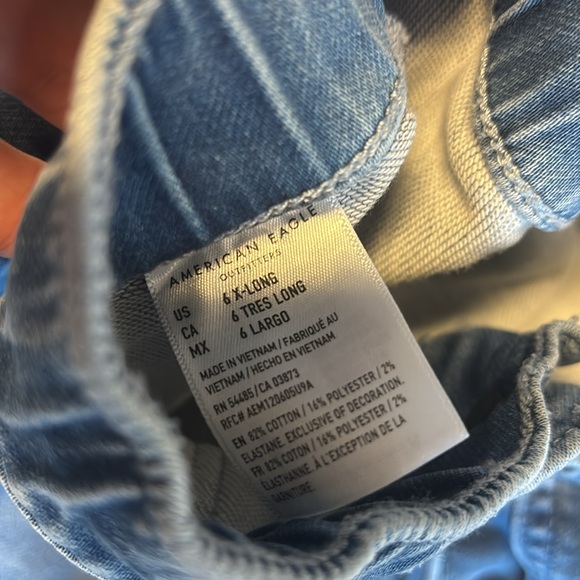 AMERICAN EAGLE
OUTFITTERS
US 6 X-LONG
CA 6 TRES LONG
MX 6 LARGO
MADE IN VIETNAM / FABRIQUÉ AU
VIETNAM / HECHO EN VIETNAM
RN 54485/CA 03873
RFC# AEM120605U9A
EN 82% COTTON / 16% POLYESTER / 2%
ELASTANE. EXCLUSIVE OF DECORATION.
FR 82% COTON / 16% POLYESTER / 2%
ÉLASTHANNE. À L'EXCEPTION DE LA
GARNITURE.